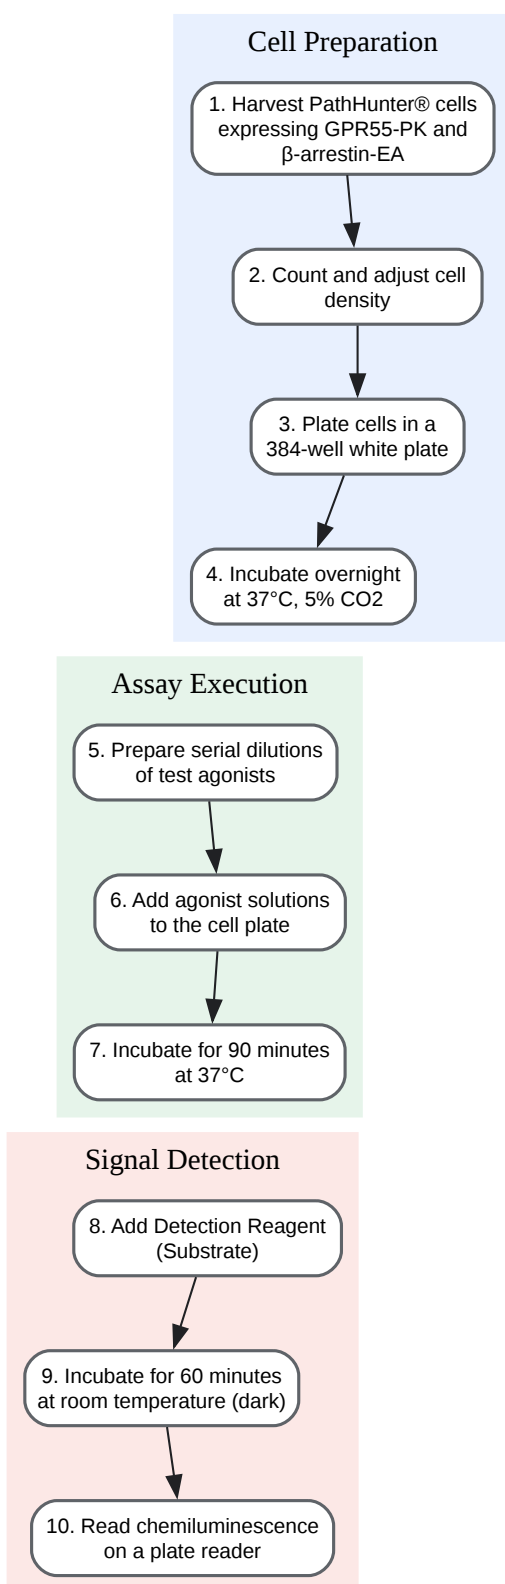 Cell Preparation
1. Harvest PathHunter® cells
expressing GPR55-PK and
β-arrestin-EA
2. Count and adjust cell
density
3. Plate cells in a
384-well white plate
4. Incubate overnight
at 37°C, 5% CO2
Assay Execution
5. Prepare serial dilutions
of test agonists
6. Add agonist solutions
to the cell plate
7. Incubate for 90 minutes
at 37°C
Signal Detection
8. Add Detection Reagent
(Substrate)
9. Incubate for 60 minutes
at room temperature (dark)
10. Read chemiluminescence
on a plate reader